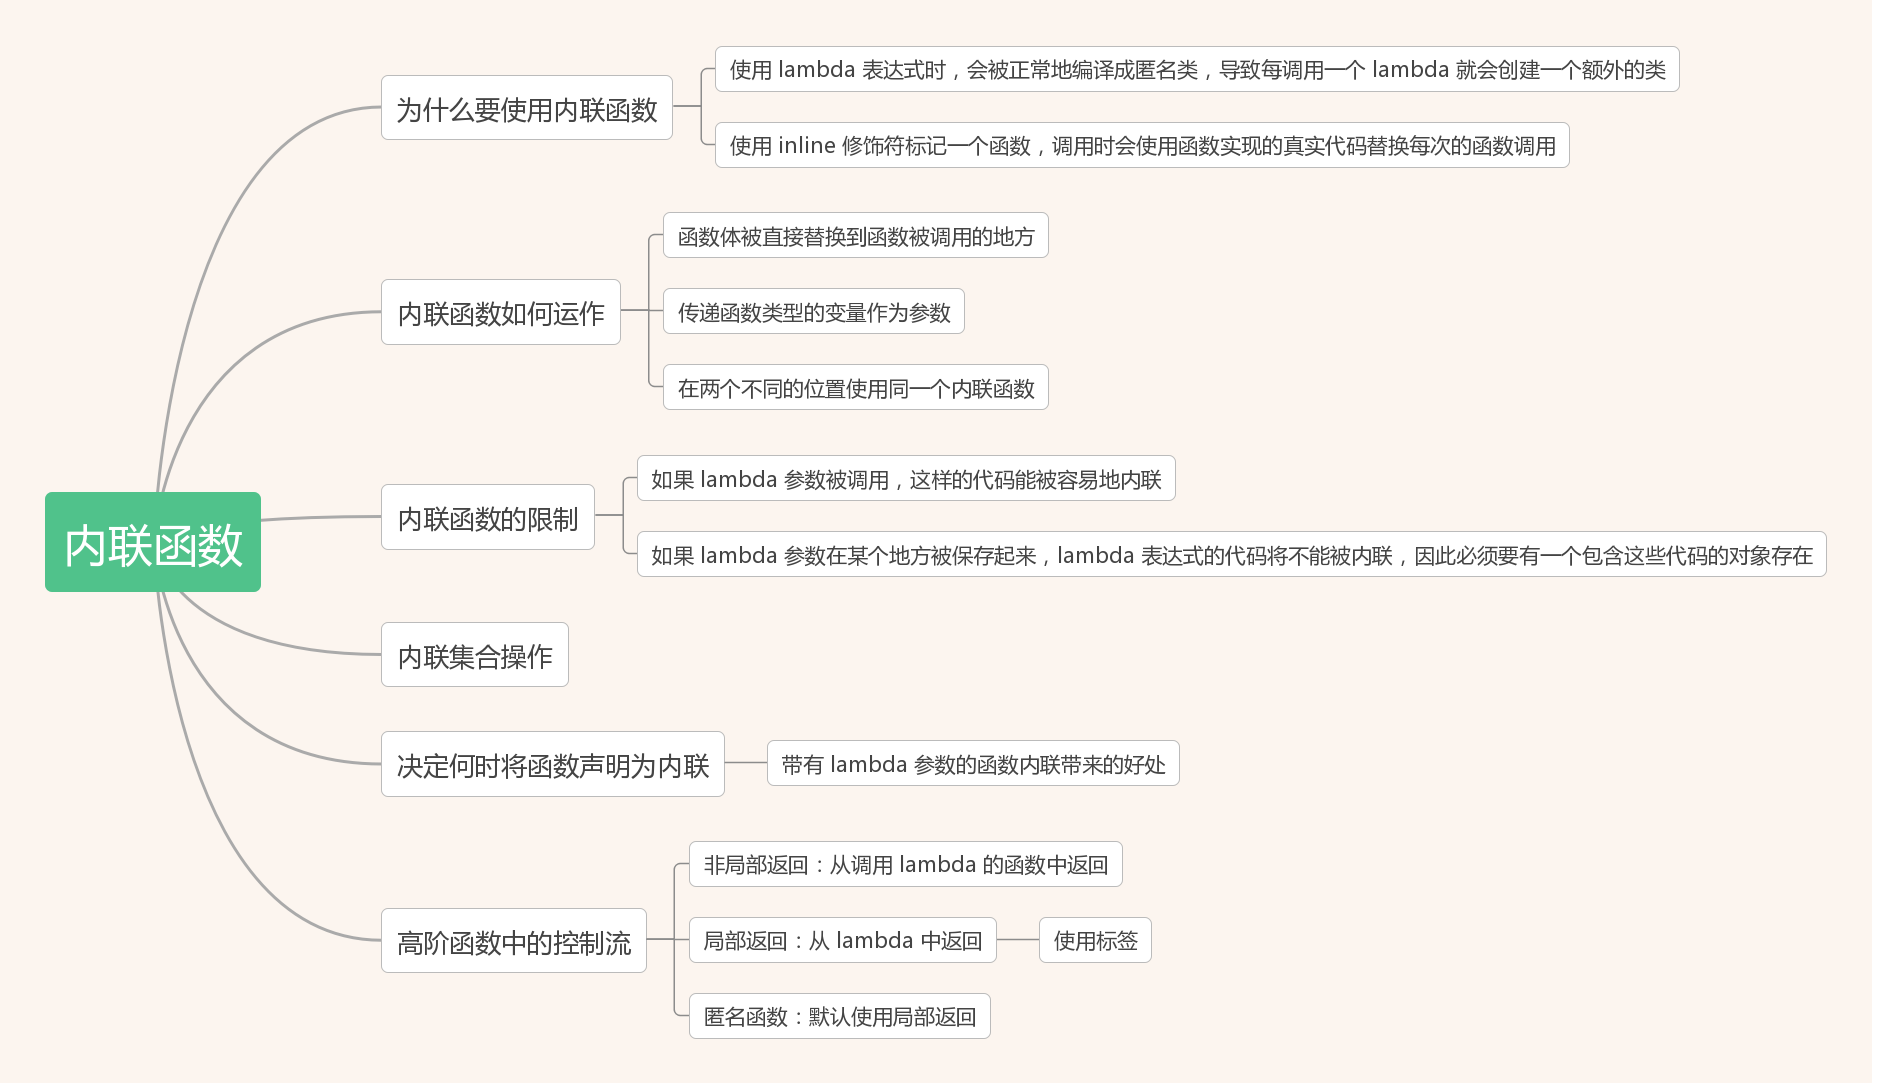 内联函数
为什么要使用内联函数
使用 lambda 表达式时，会被正常地编译成匿名类，导致每调用一个 lambda 就会创建一个额外的类
使用 inline 修饰符标记一个函数，调用时会使用函数实现的真实代码替换每次的函数调用
内联函数如何运作
函数体被直接替换到函数被调用的地方
传递函数类型的变量作为参数
在两个不同的位置使用同一个内联函数
内联函数的限制
如果 lambda 参数被调用，这样的代码能被容易地内联
如果 lambda 参数在某个地方被保存起来，lambda 表达式的代码将不能被内联，因此必须要有一个包含这些代码的对象存在
内联集合操作
决定何时将函数声明为内联
带有 lambda 参数的函数内联带来的好处
高阶函数中的控制流
非局部返回：从调用 lambda 的函数中返回
局部返回：从 lambda 中返回
使用标签
匿名函数：默认使用局部返回